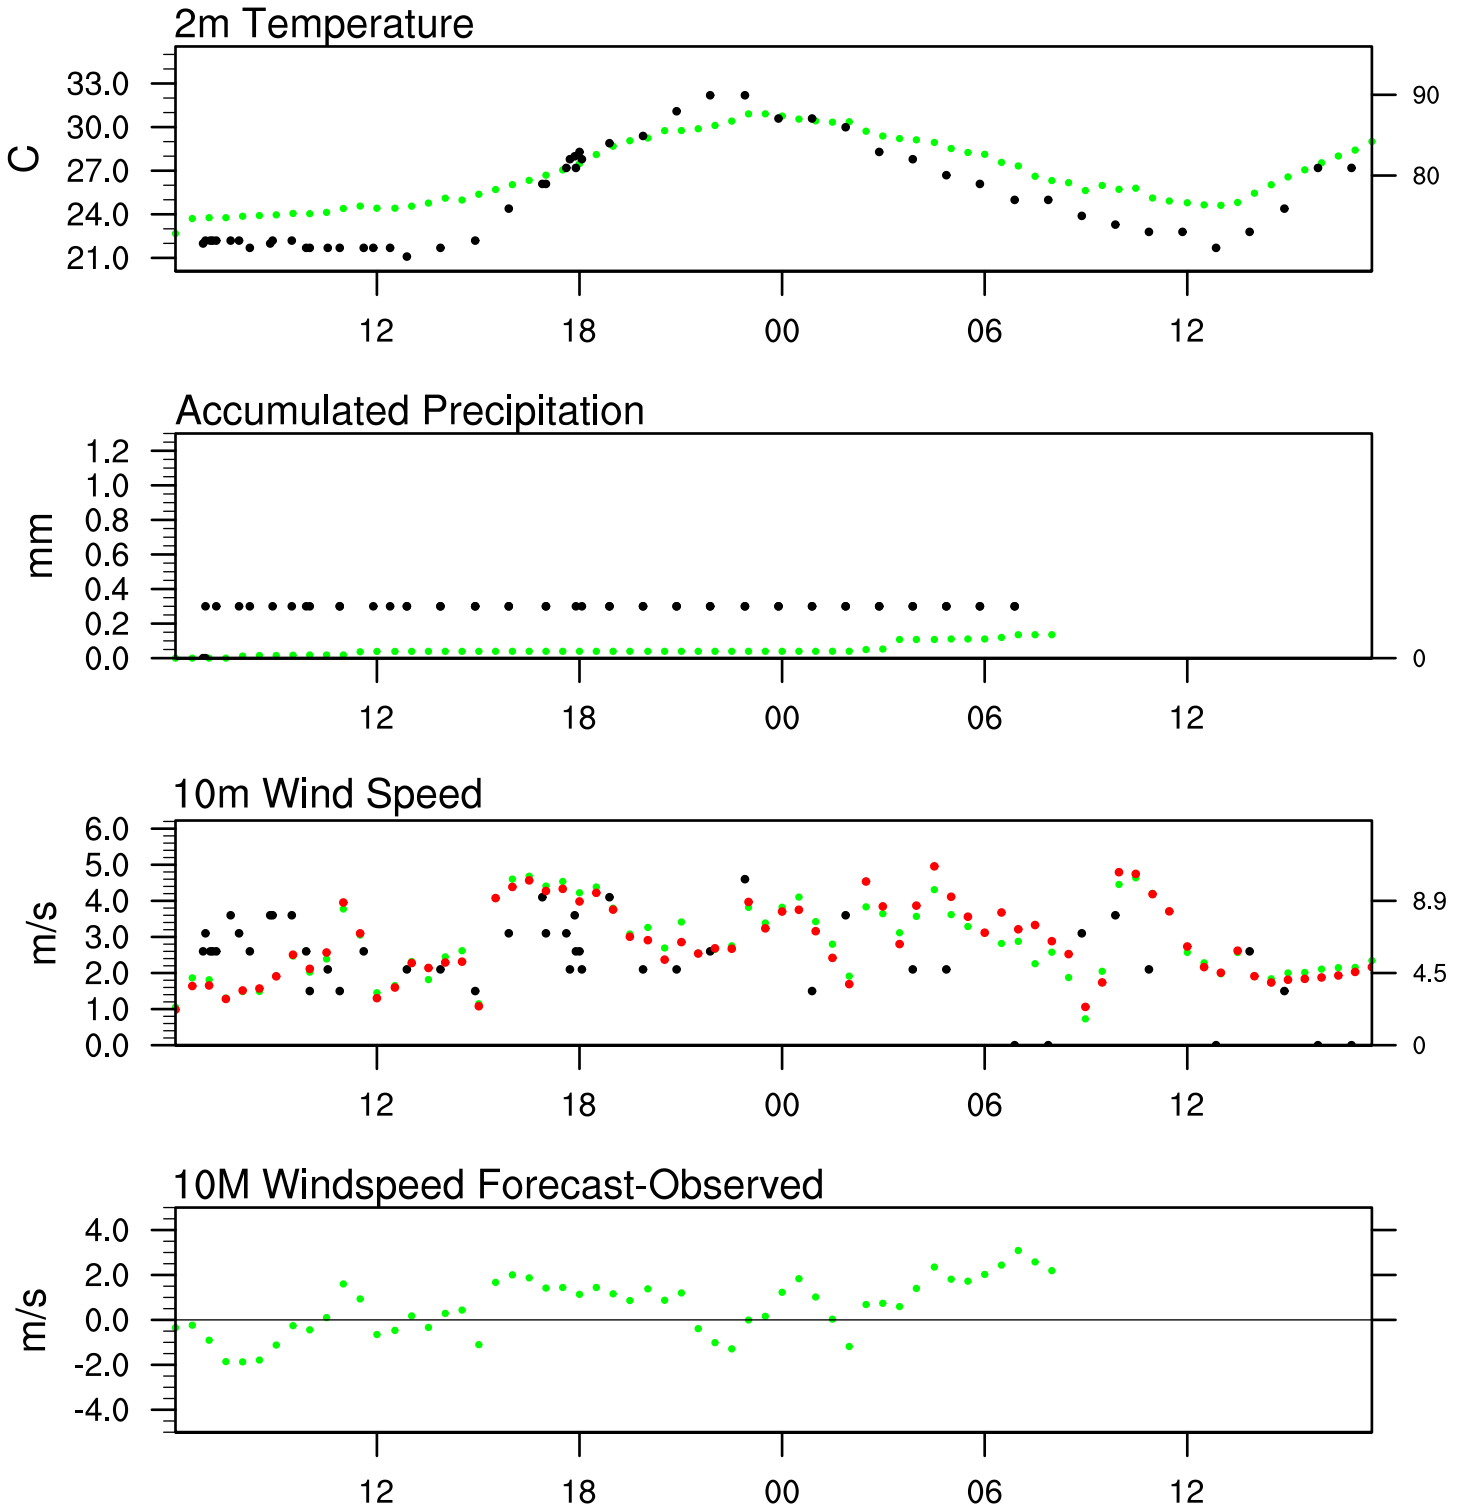 2m Temperature
33.0
30.0
27.0
24.0
21.0
C
90
80
12 18 00 06 12
Accumulated Precipitation
1.2
1.0
0.8
0.6
0.4
0.2
0.0
mm
0
12 18 00 06 12
10m Wind Speed
6.0
5.0
4.0
3.0
2.0
1.0
0.0
m/s
8.9
4.5
0
12 18 00 06 12
10M Windspeed Forecast-Observed
4.0
2.0
0.0
-2.0
-4.0
m/s
12 18 00 06 12